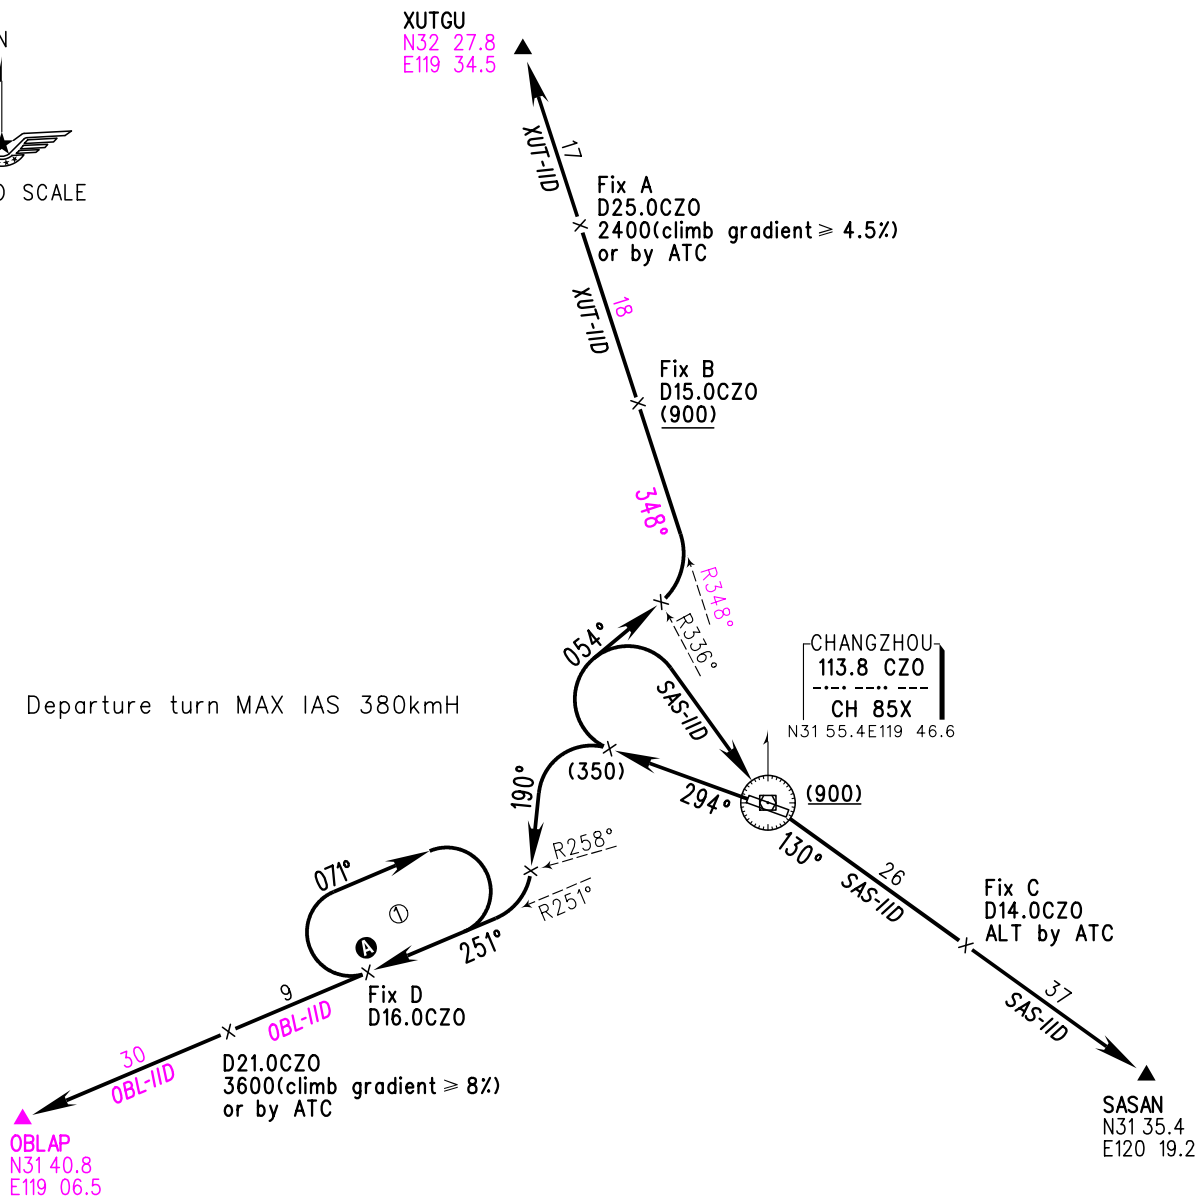 XUTGU
N32 27.8
E119 34.5
N
SCALE
17
XUT-IID
Fix A
D25.0CZO
2400(climb gradient ≥ 4.5%)
or by ATC
18
XUT-IID
Fix B
D15.0CZO
(900)
348°
R348°
R336°
054°
SAS-IID
CHANGZHOU
113.8 CZO
-·-· --·· ---
CH 85X
N31 55.4E119 46.6
Departure turn MAX IAS 380kmH
(350)
190°
294°
(900)
130°
R258°
R251°
071°
1
A
251°
26
SAS-IID
Fix C
D14.0CZO
ALT by ATC
37
SAS-IID
Fix D
D16.0CZO
9
OBL-IID
D21.0CZO
3600(climb gradient ≥ 8%)
or by ATC
30
OBL-IID
OBLAP
N31 40.8
E119 06.5
SASAN
N31 35.4
E120 19.2